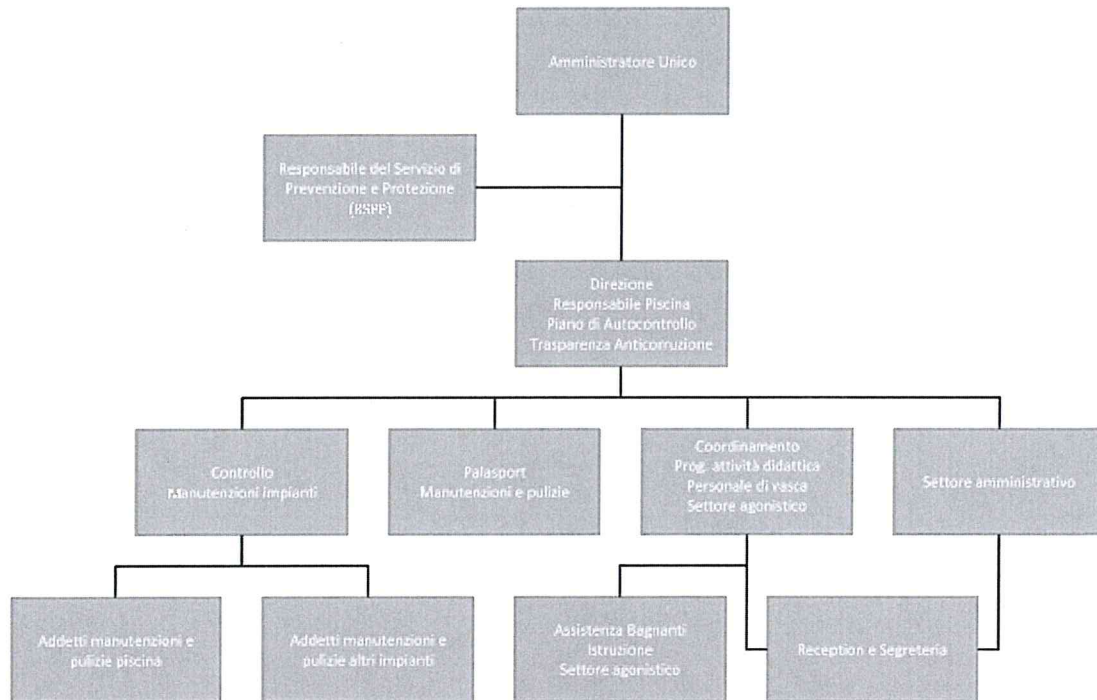 Amministratore Unico
Responsabile del Servizio di
Prevenzione e Protezione
(RSPP)
Direzione
Responsabile Piscina
Piano di Autocontrollo
Trasparenza Anticorruzione
Controllo
Manutenzioni impianti
Palasport
Manutenzioni e pulizie
Coordinamento
Prog. attività didattica
Personale di vasca
Settore agonistico
Settore amministrativo
Addetti manutenzioni e
pulizie piscina
Addetti manutenzioni e
pulizie altri impianti
Assistenza Bagnanti
Istruzione
Settore agonistico
Reception e Segreteria